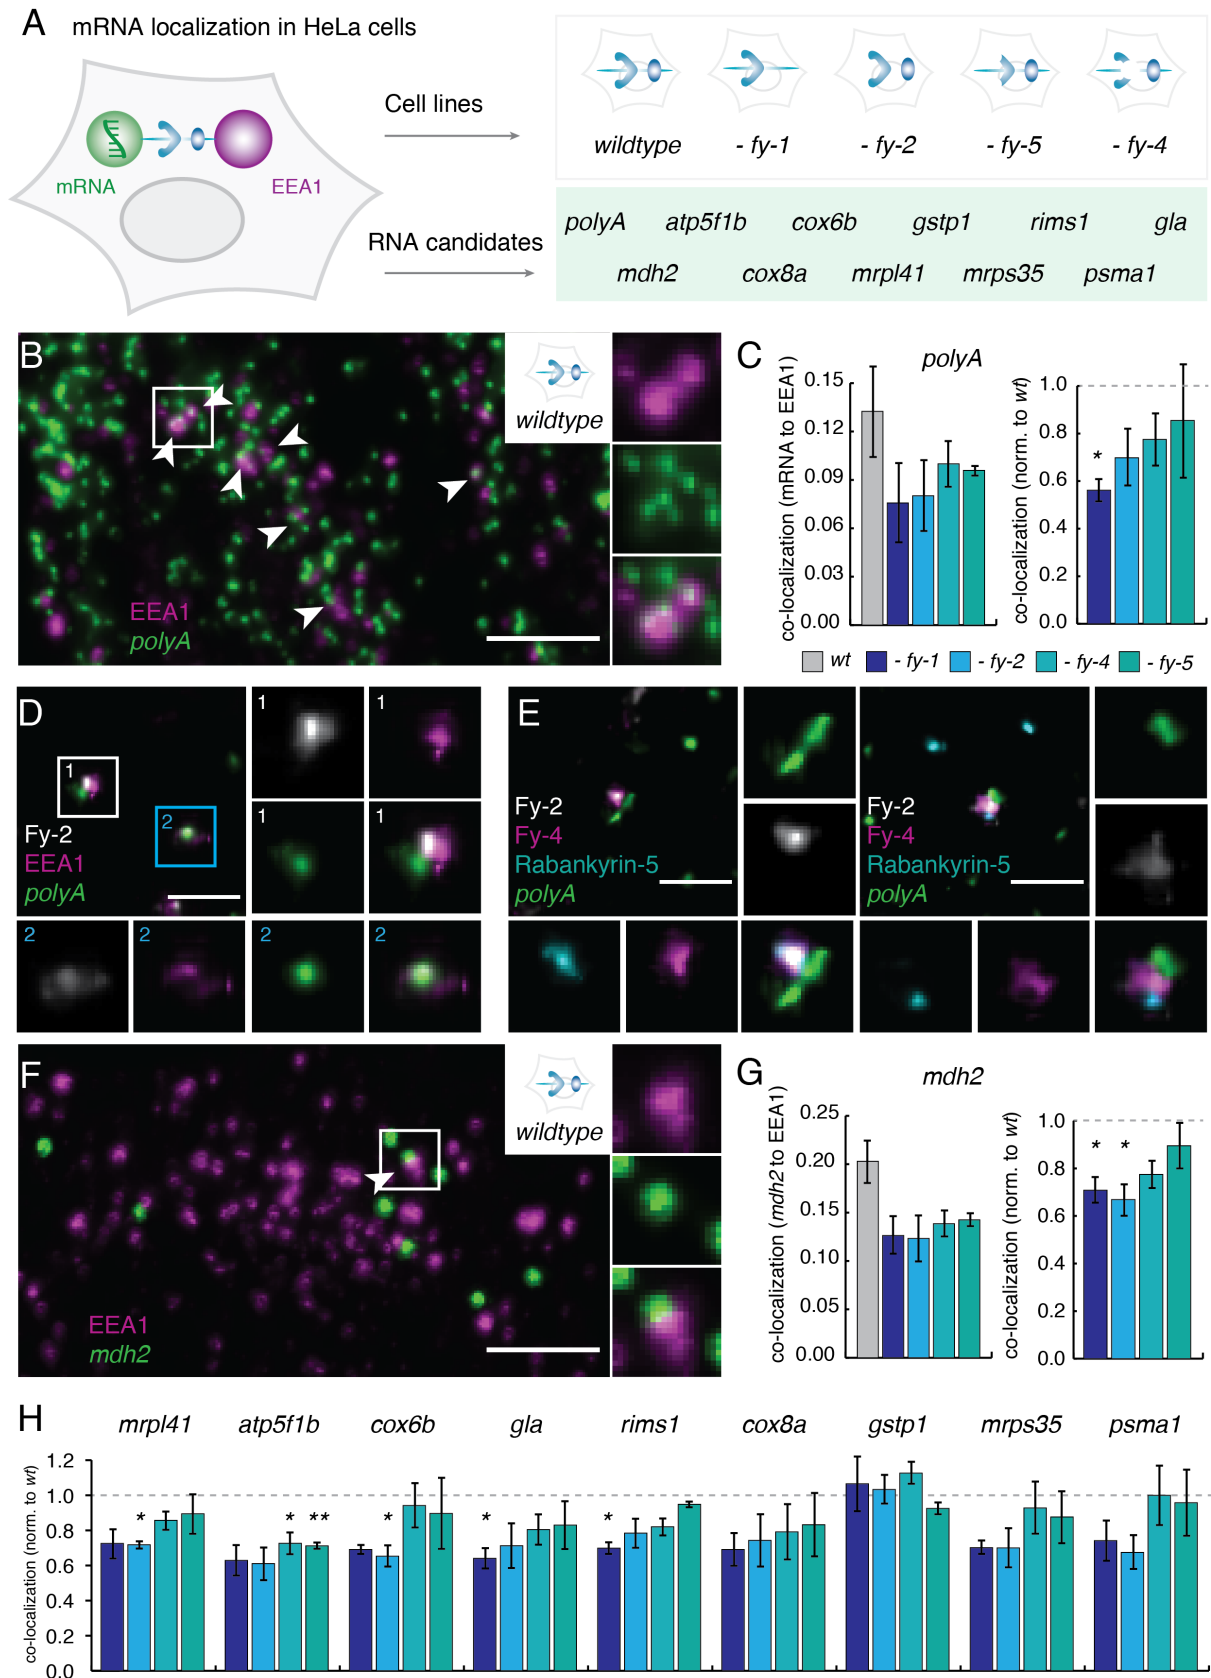 A mRNA localization in HeLa cells
Cell lines
mRNA
EEA1
wildtype - fy-1 - fy-2 - fy-5 - fy-4
RNA candidates
polyA atp5f1b cox6b gstp1 rims1 gla
mdh2 cox8a mrpl41 mrps35 psma1
B
wildtype
EEA1
polyA
C
polyA
co-localization (mRNA to EEA1)
0.15
0.12
0.09
0.06
0.03
0.00
co-localization (norm. to wt)
1.0
0.8
0.6
0.4
0.2
0.0
*
wt - fy-1 - fy-2 - fy-4 - fy-5
D
1
2
Fy-2
EEA1
polyA
1
1
1
1
2
2
2
2
E
Fy-2
Fy-4
Rabankyrin-5
polyA
Fy-2
Fy-4
Rabankyrin-5
polyA
F
wildtype
EEA1
mdh2
G
mdh2
co-localization (mdh2 to EEA1)
0.25
0.20
0.15
0.10
0.05
0.00
co-localization (norm. to wt)
1.0
0.8
0.6
0.4
0.2
0.0
* *
H
mrpl41 atp5f1b cox6b gla rims1 cox8a gstp1 mrps35 psma1
co-localization (norm. to wt)
1.2
1.0
0.8
0.6
0.4
0.2
0.0
* * ** * * *